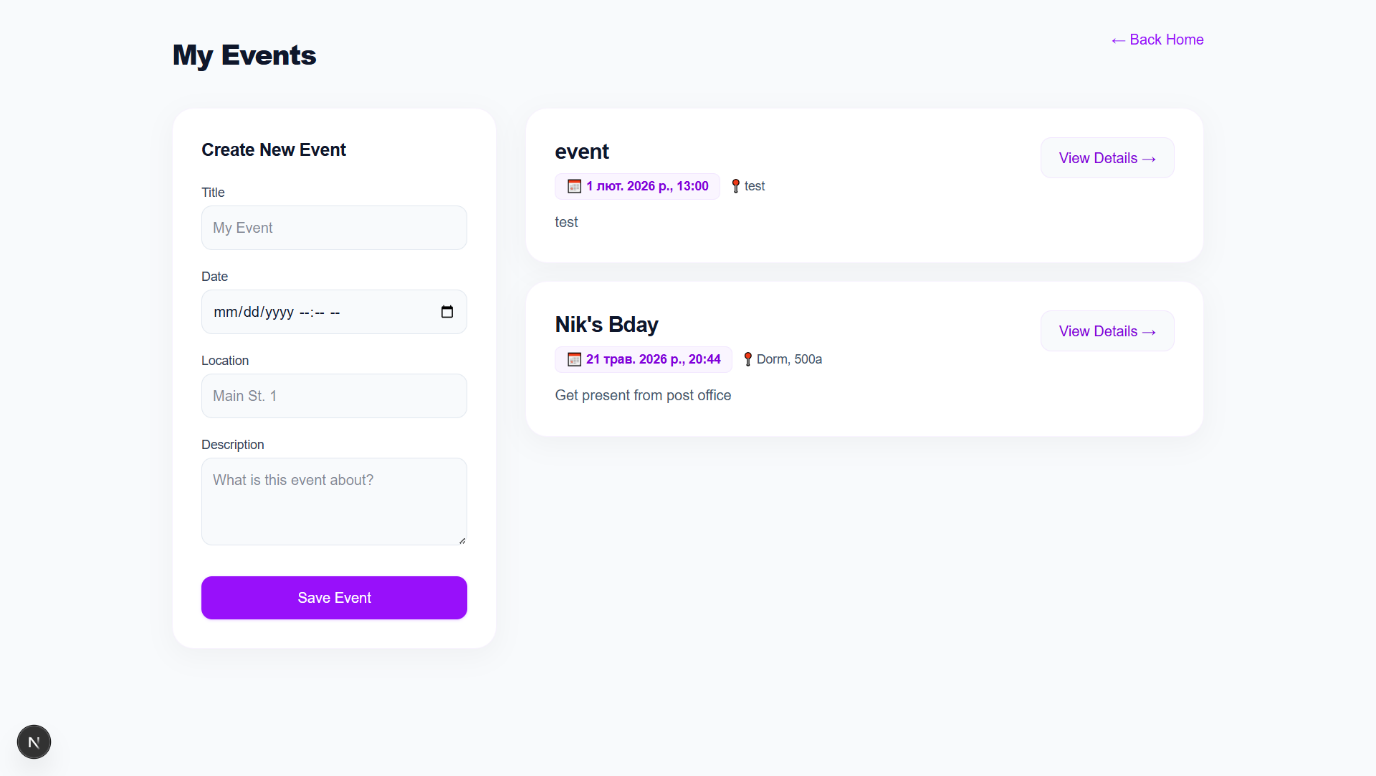 My Events
← Back Home
Create New Event
Title
My Event
Date
mm/dd/yyyy --:-- --
Location
Main St. 1
Description
What is this event about?
Save Event
event
View Details →
1 лют. 2026 р., 13:00
test
test
Nik's Bday
View Details →
21 трав. 2026 р., 20:44
Dorm, 500a
Get present from post office
N